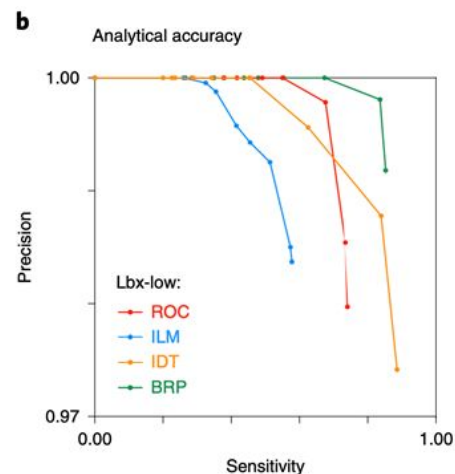 b
Analytical accuracy
1.00
Precision
Lbx-low:
ROC
ILM
IDT
BRP
0.97
0.00
1.00
Sensitivity